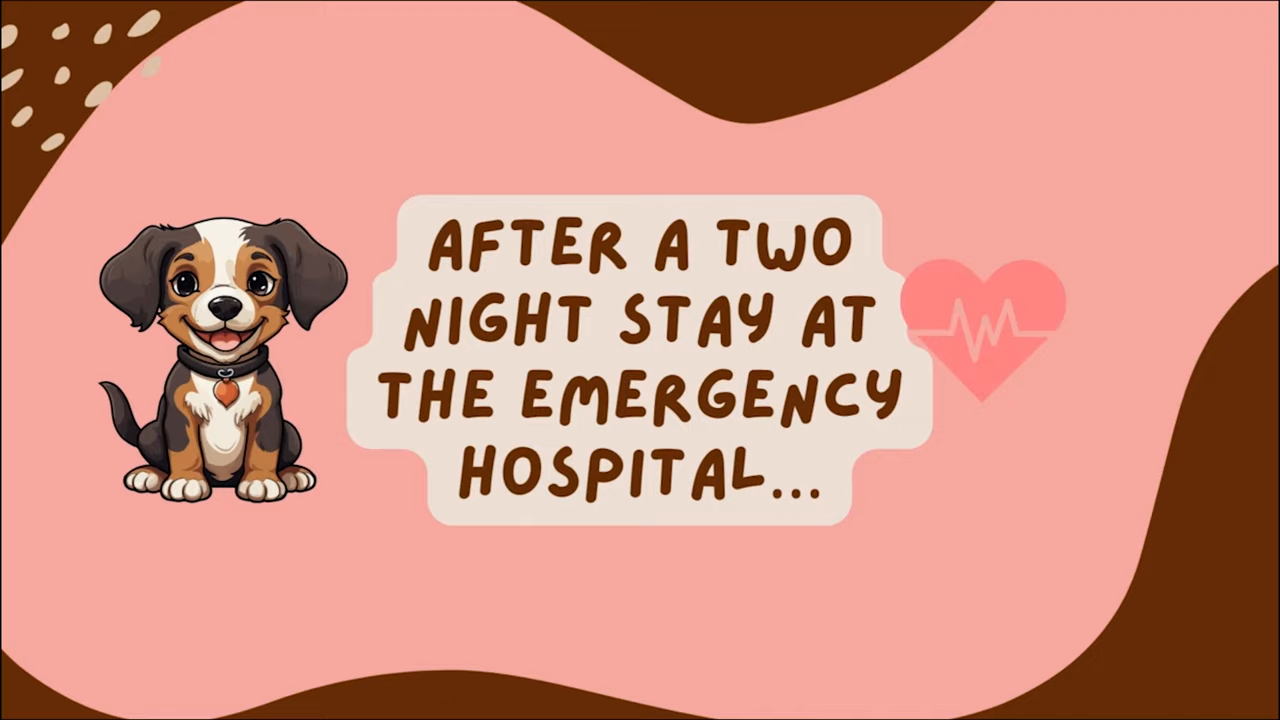 AFTER A TWO
NIGHT STAY AT
THE EMERGENCY
HOSPITAL...